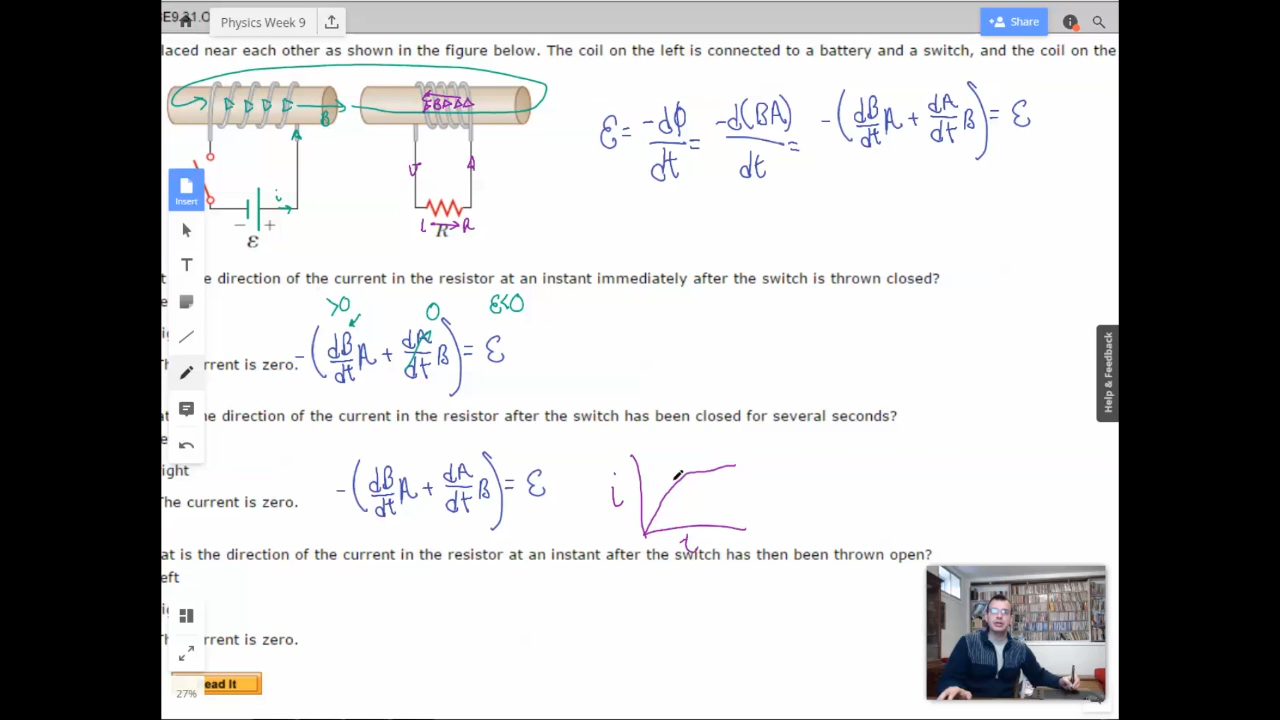 E9.31.O
Physics Week 9
Share
laced near each other as shown in the figure below. The coil on the left is connected to a battery and a switch, and the coil on the
B
i
− +
ε
L → R
R
ε = -dϕ/dt = -d(BA)/dt = -(dB/dt A + dA/dt B) = ε
Insert
T
t e direction of the current in the resistor at an instant immediately after the switch is thrown closed?
>0 0 ε<0
-(dB/dt A + dA/dt B) = ε
rrent is zero.
Help & Feedback
at he direction of the current in the resistor after the switch has been closed for several seconds?
ight
-(dB/dt A + dA/dt B) = ε
i
t
The current is zero.
at is the direction of the current in the resistor at an instant after the switch has then been thrown open?
eft
rrent is zero.
ead It
27%